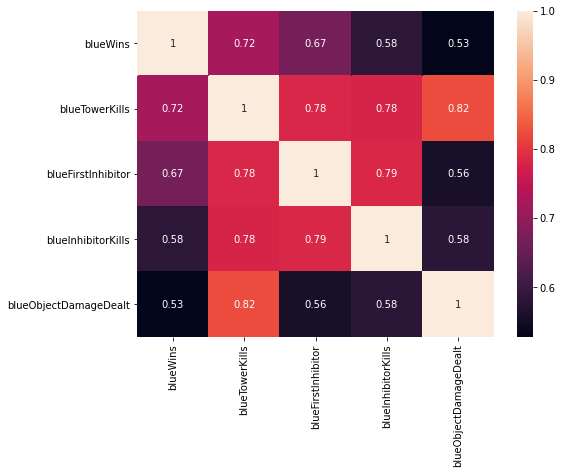 blueWins 1 0.72 0.67 0.58 0.53
blueTowerKills 0.72 1 0.78 0.78 0.82
blueFirstInhibitor 0.67 0.78 1 0.79 0.56
blueInhibitorKills 0.58 0.78 0.79 1 0.58
blueObjectDamageDealt 0.53 0.82 0.56 0.58 1
blueWins
blueTowerKills
blueFirstInhibitor
blueInhibitorKills
blueObjectDamageDealt
1.0
0.9
0.8
0.7
0.6